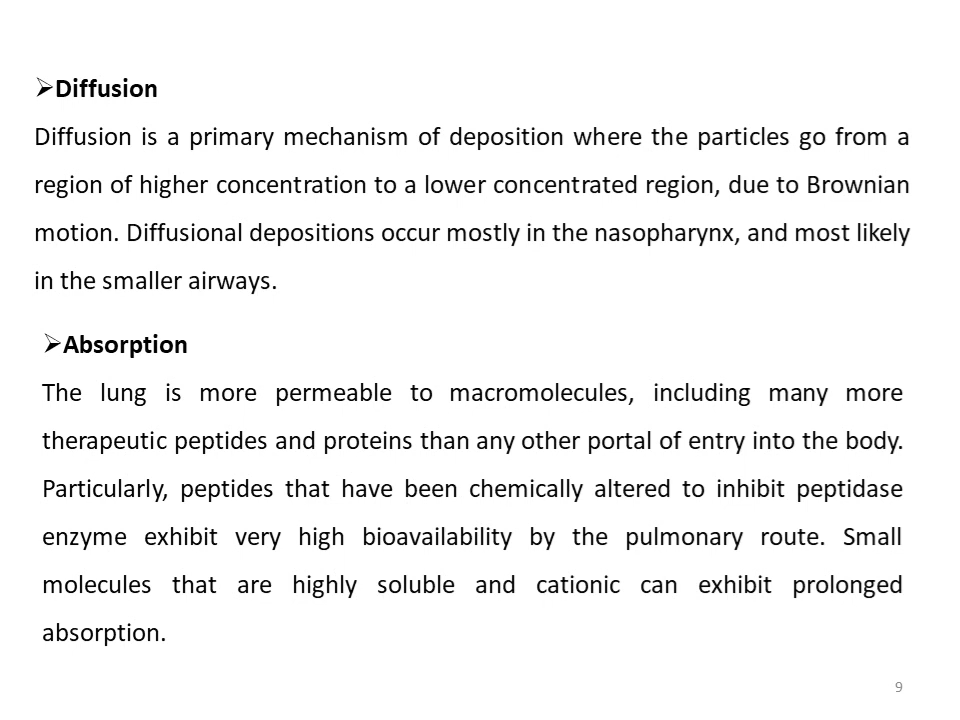 ➢Diffusion
Diffusion is a primary mechanism of deposition where the particles go from a
region of higher concentration to a lower concentrated region, due to Brownian
motion. Diffusional depositions occur mostly in the nasopharynx, and most likely
in the smaller airways.
➢Absorption
The lung is more permeable to macromolecules, including many more
therapeutic peptides and proteins than any other portal of entry into the body.
Particularly, peptides that have been chemically altered to inhibit peptidase
enzyme exhibit very high bioavailability by the pulmonary route. Small
molecules that are highly soluble and cationic can exhibit prolonged
absorption.
9